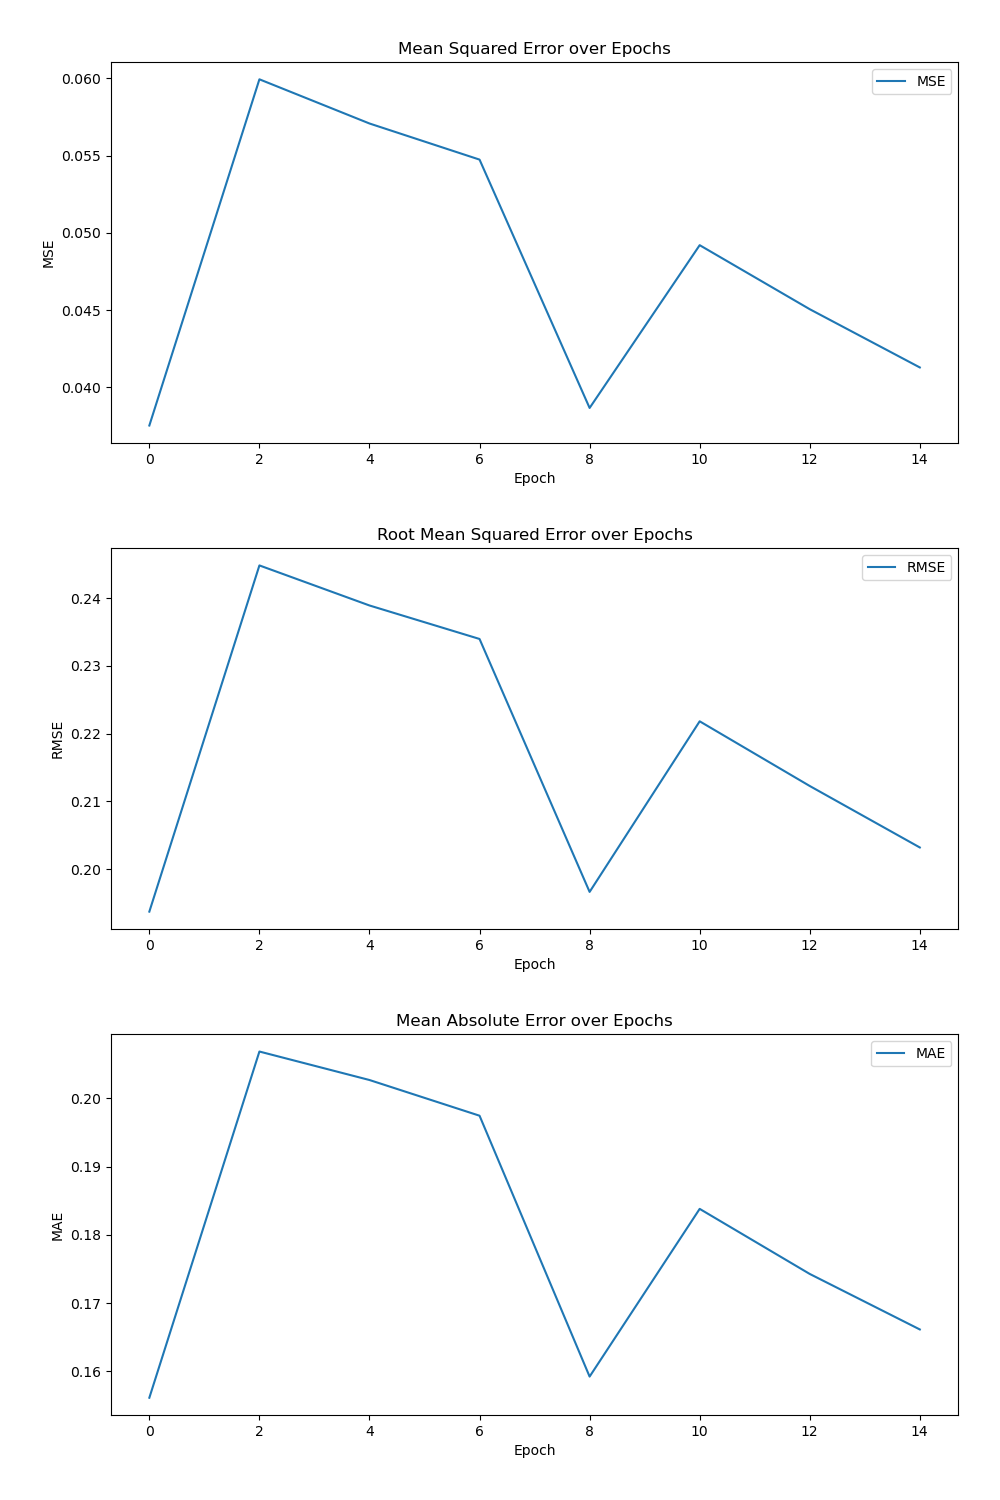 Mean Squared Error over Epochs
MSE
0.060
0.055
0.050
0.045
0.040
MSE
0 2 4 6 8 10 12 14
Epoch
Root Mean Squared Error over Epochs
RMSE
0.24
0.23
0.22
0.21
0.20
RMSE
0 2 4 6 8 10 12 14
Epoch
Mean Absolute Error over Epochs
MAE
0.20
0.19
0.18
0.17
0.16
MAE
0 2 4 6 8 10 12 14
Epoch